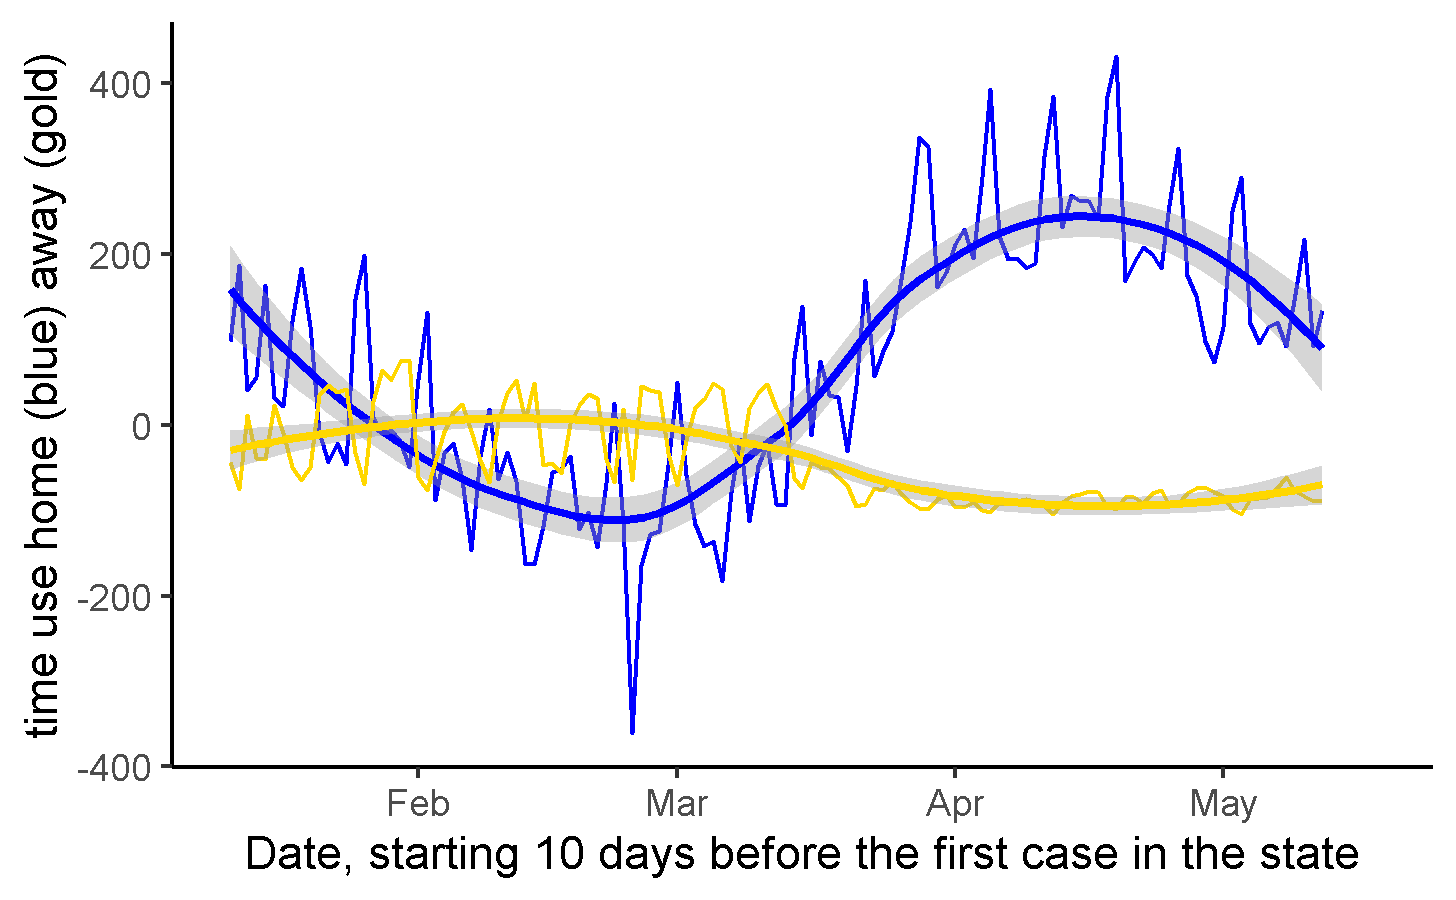 time use home (blue) away (gold)
400
200
0
-200
-400
Feb Mar Apr May
Date, starting 10 days before the first case in the state